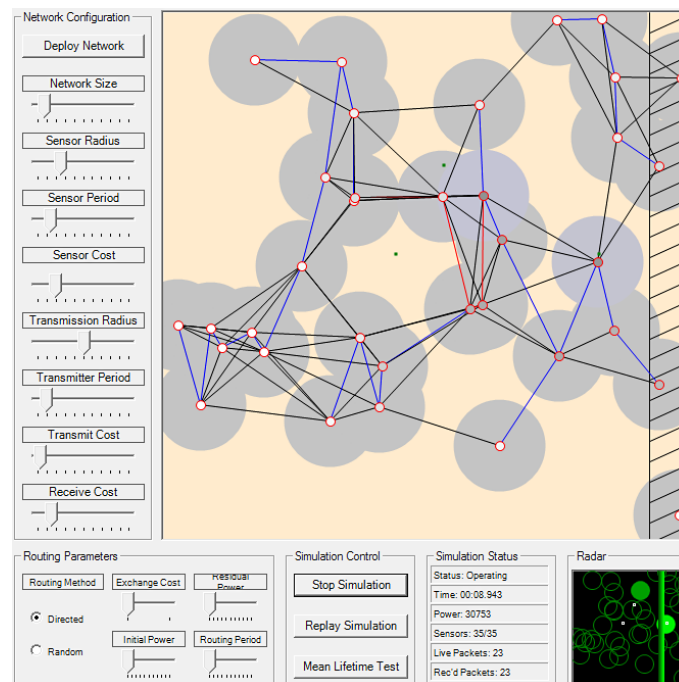 Network Configuration
Deploy Network
Network Size
Sensor Radius
Sensor Period
Sensor Cost
Transmission Radius
Transmitter Period
Transmit Cost
Receive Cost
Routing Parameters
Routing Method
Exchange Cost
Residual Power
Directed
Random
Initial Power
Routing Period
Simulation Control
Stop Simulation
Replay Simulation
Mean Lifetime Test
Simulation Status
Status: Operating
Time: 00:08.943
Power: 30753
Sensors: 35/35
Live Packets: 23
Rec'd Packets: 23
Radar